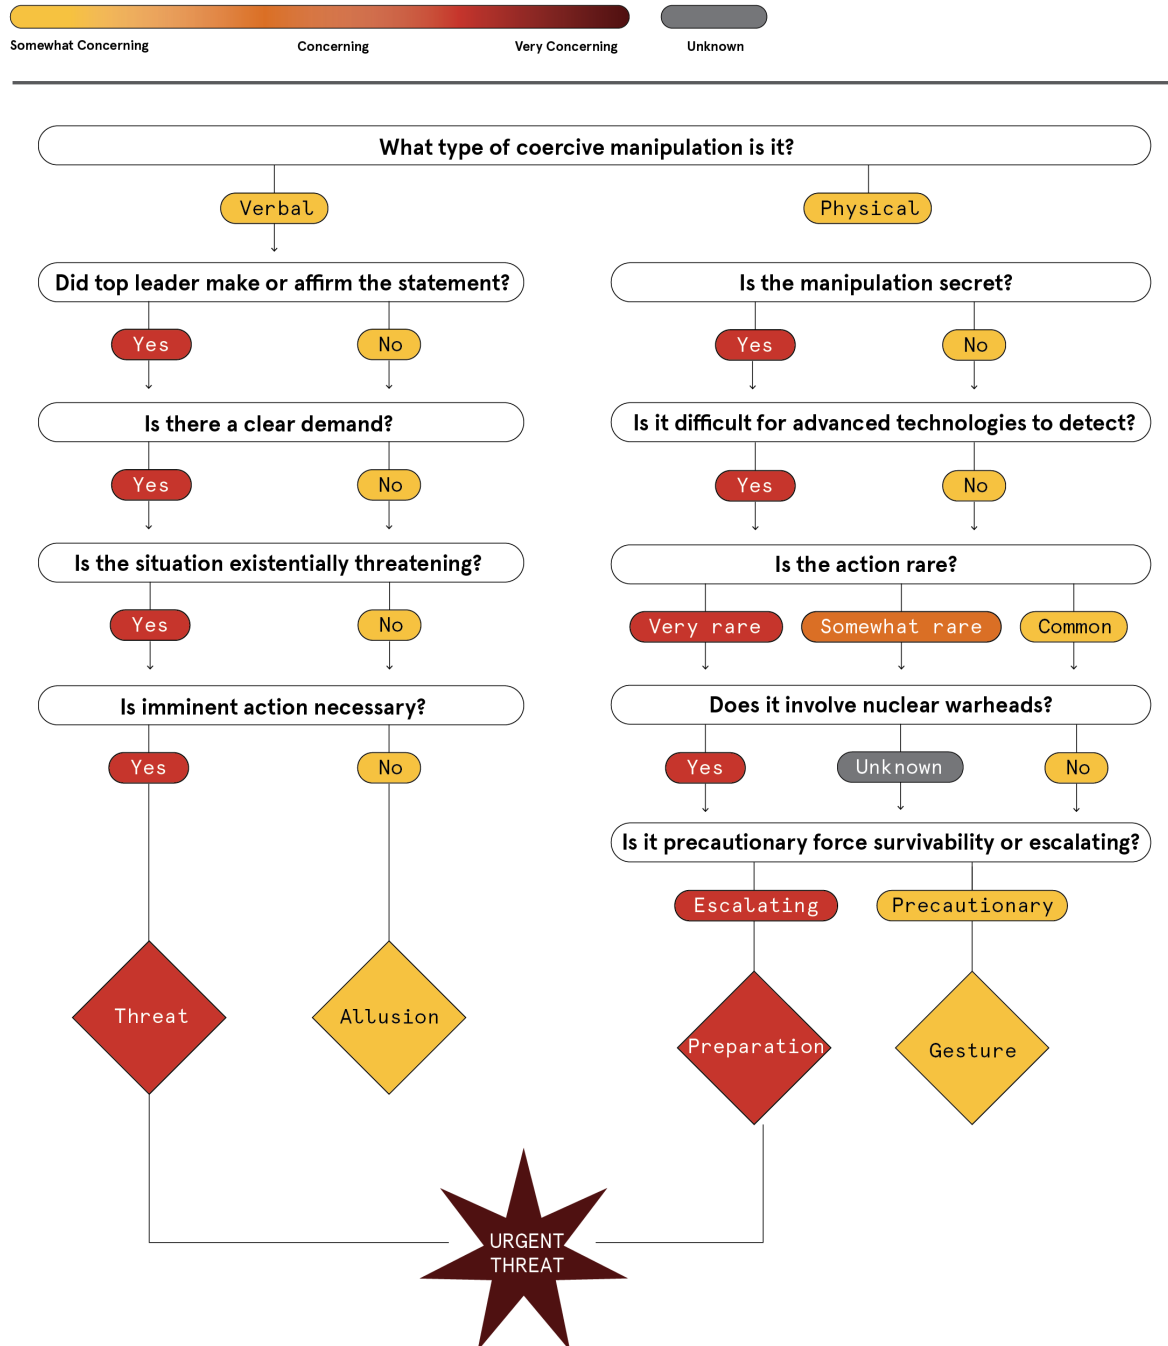 Somewhat Concerning
Concerning
Very Concerning
Unknown
What type of coercive manipulation is it?
Verbal
Physical
Did top leader make or affirm the statement?
Is the manipulation secret?
Yes
No
Yes
No
Is there a clear demand?
Is it difficult for advanced technologies to detect?
Yes
No
Yes
No
Is the situation existentially threatening?
Is the action rare?
Yes
No
Very rare
Somewhat rare
Common
Is imminent action necessary?
Does it involve nuclear warheads?
Yes
No
Yes
Unknown
No
Is it precautionary force survivability or escalating?
Escalating
Precautionary
Threat
Allusion
Preparation
Gesture
URGENT
THREAT